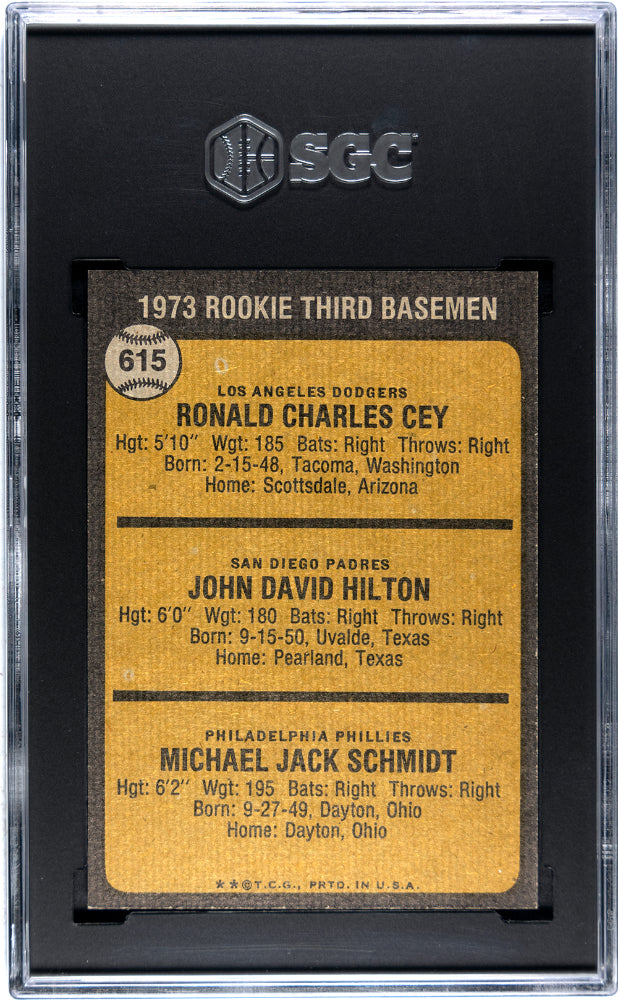 SGC
1973 ROOKIE THIRD BASEMEN
615
LOS ANGELES DODGERS
RONALD CHARLES CEY
Hgt: 5'10" Wgt: 185 Bats: Right Throws: Right
Born: 2-15-48, Tacoma, Washington
Home: Scottsdale, Arizona
SAN DIEGO PADRES
JOHN DAVID HILTON
Hgt: 6'0" Wgt: 180 Bats: Right Throws: Right
Born: 9-15-50, Uvalde, Texas
Home: Pearland, Texas
PHILADELPHIA PHILLIES
MICHAEL JACK SCHMIDT
Hgt: 6'2" Wgt: 195 Bats: Right Throws: Right
Born: 9-27-49, Dayton, Ohio
Home: Dayton, Ohio
**©T.C.G., PRTD. IN U.S.A.